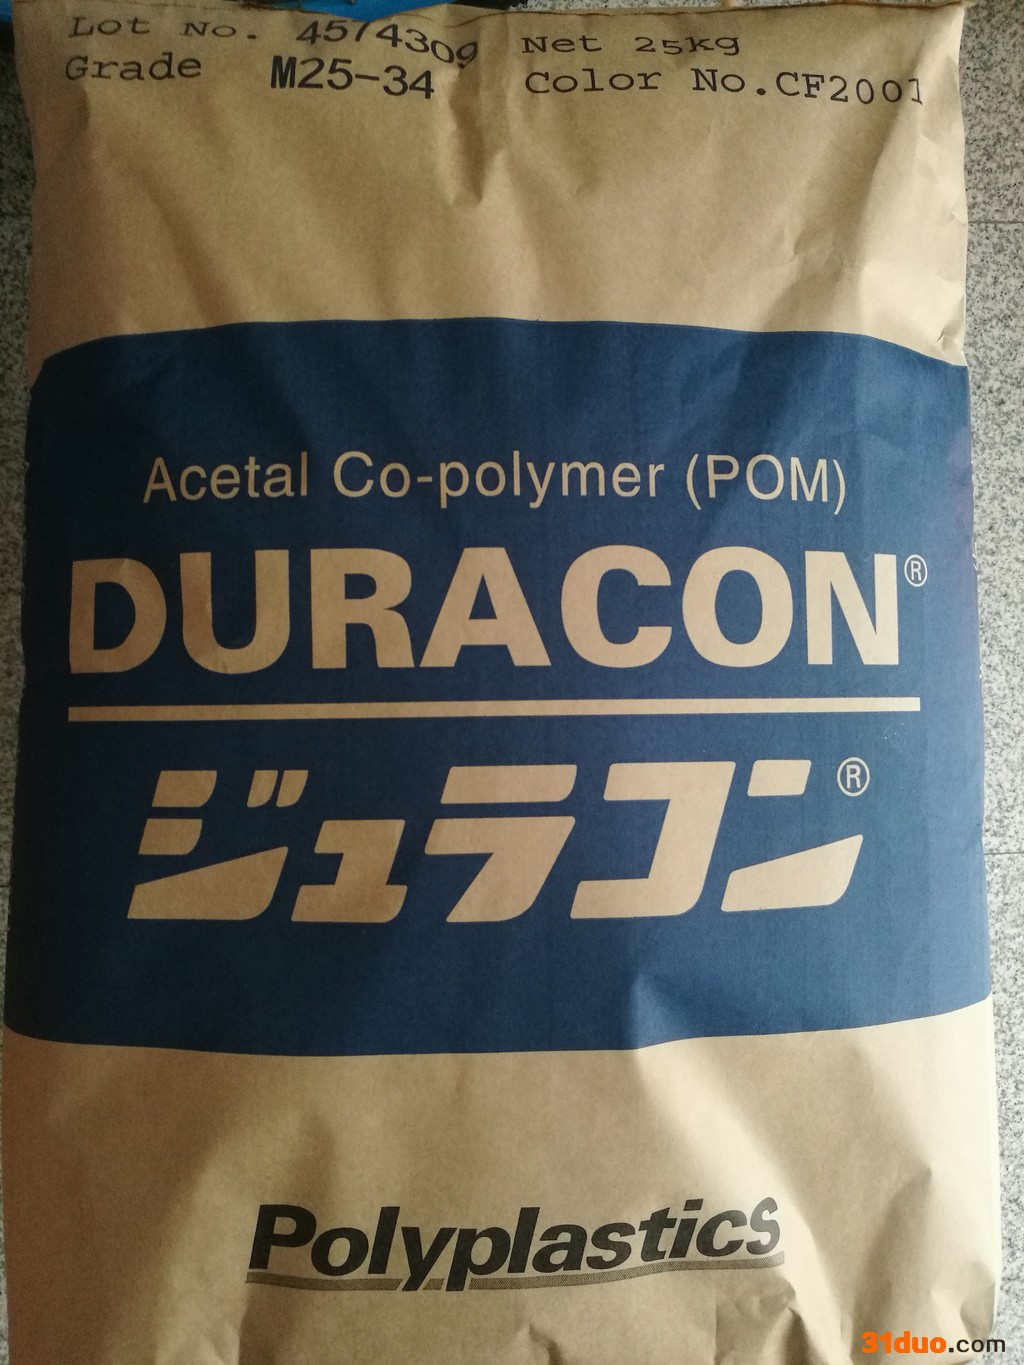 Lot No. 4574309 Net 25kg
Grade M25-34 Color No.CF2001
Acetal Co-polymer (POM)
DURACON®
ジュラコン®
Polyplastics
31duo.com